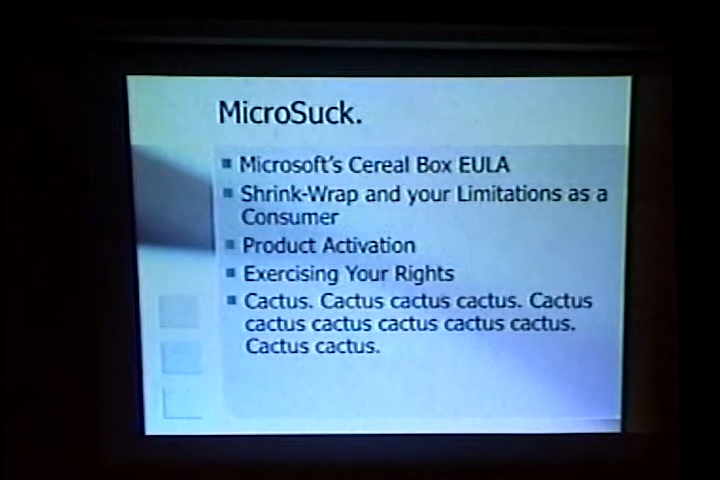 MicroSuck.
Microsoft's Cereal Box EULA
Shrink-Wrap and your Limitations as a
Consumer
Product Activation
Exercising Your Rights
Cactus. Cactus cactus cactus. Cactus
cactus cactus cactus cactus cactus.
Cactus cactus.